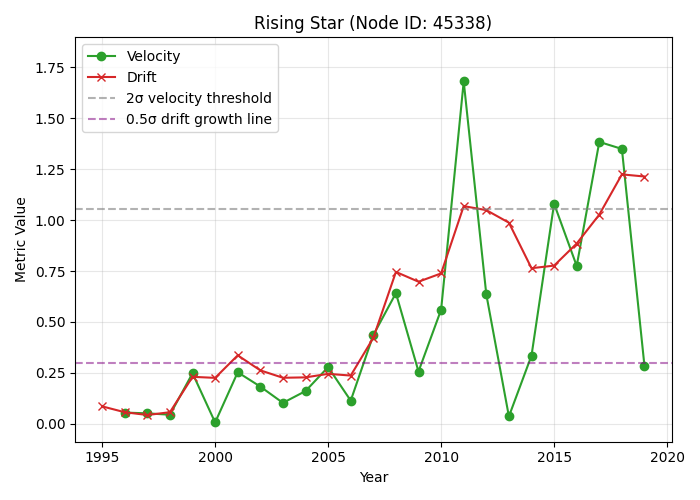 Rising Star (Node ID: 45338)
Velocity
Drift
2σ velocity threshold
0.5σ drift growth line
Metric Value
1.75
1.50
1.25
1.00
0.75
0.50
0.25
0.00
1995 2000 2005 2010 2015 2020
Year